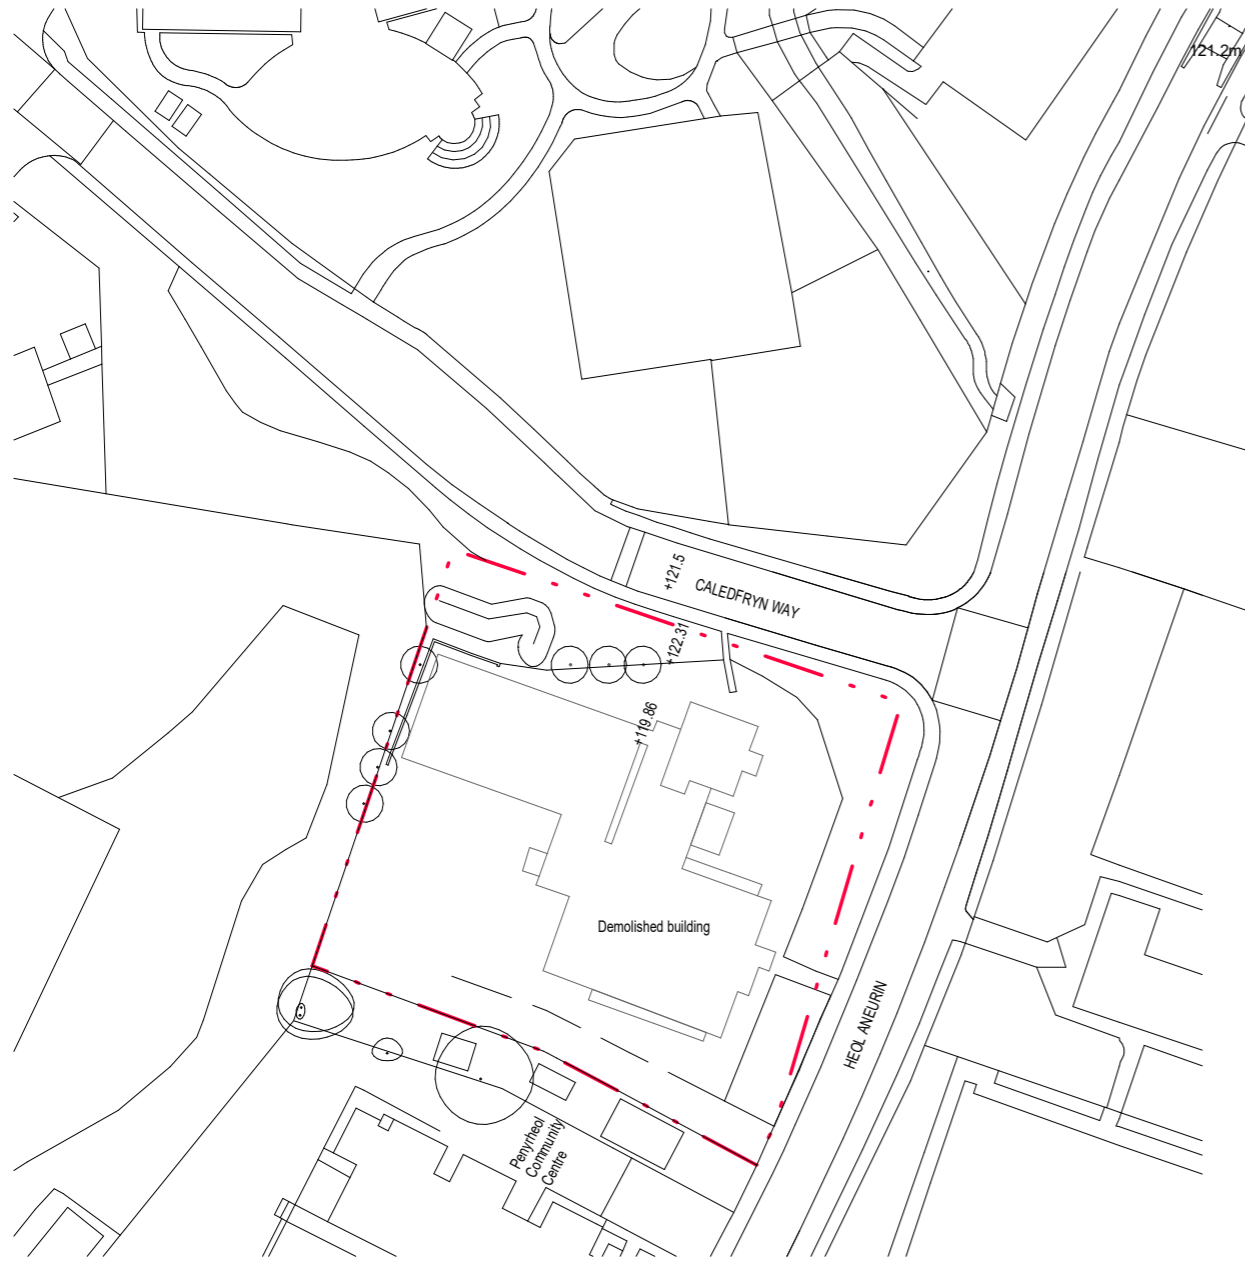 121.2m
+121.5
CALEDFRYN WAY
+122.31
+119.86
Demolished building
HEOL ANEURIN
Penyrheol
Community
Centre